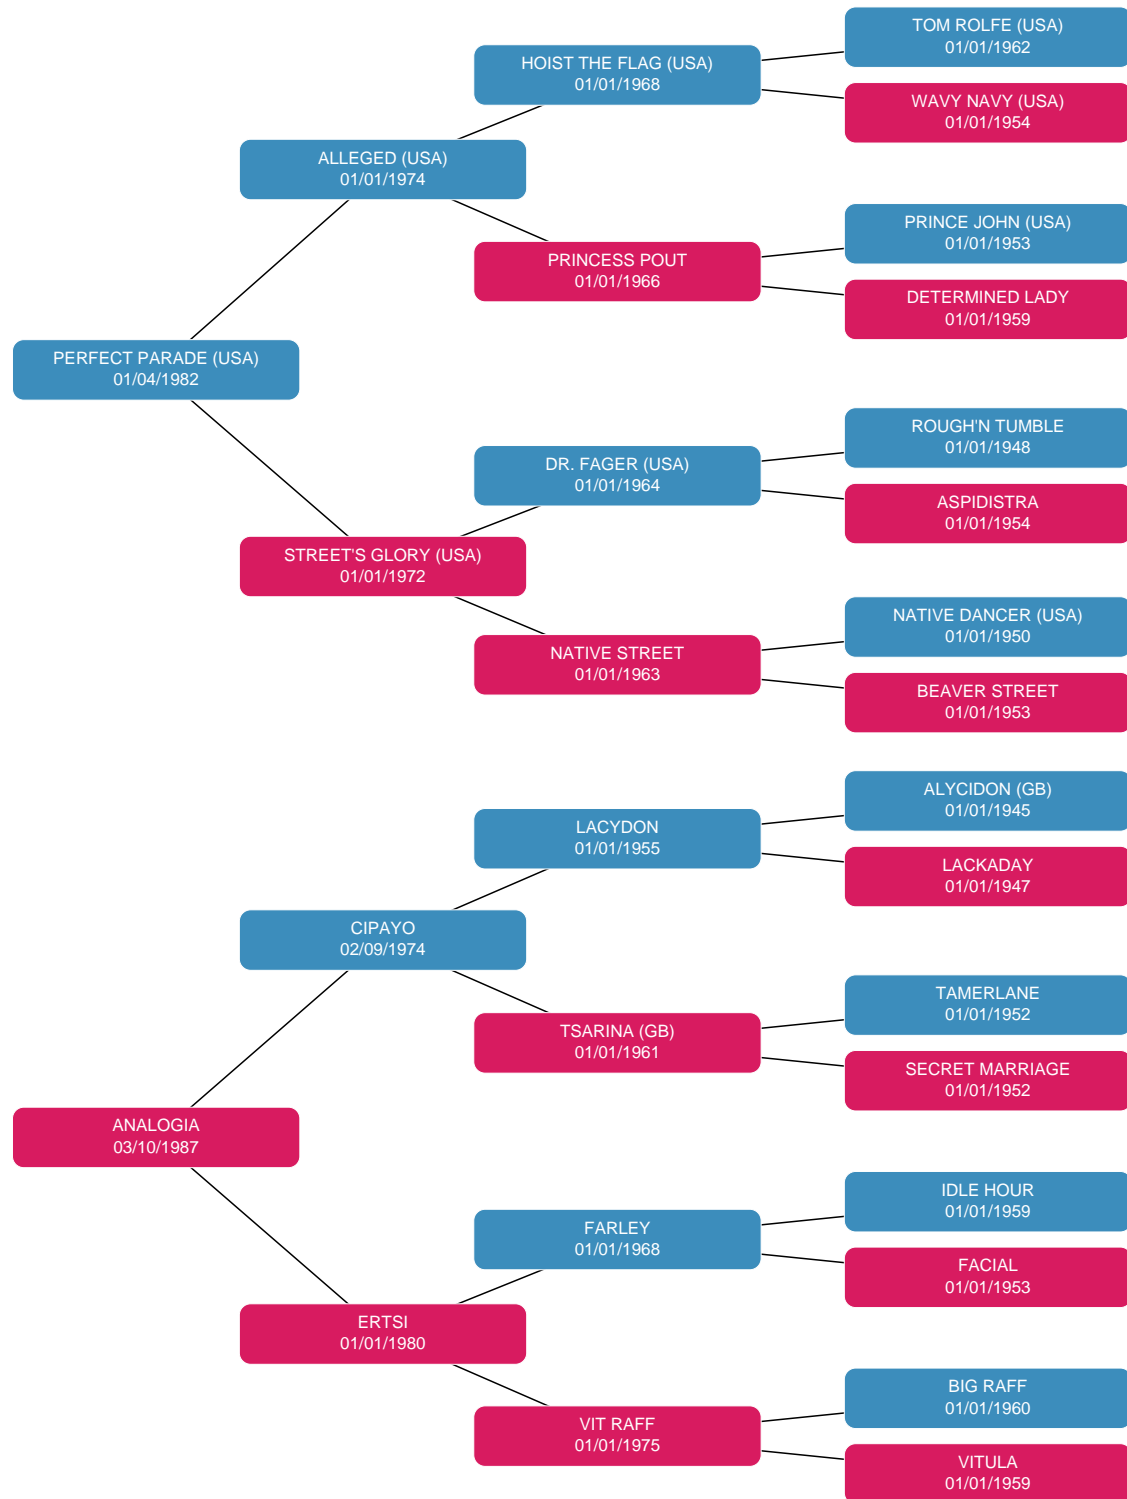 TOM ROLFE (USA)
01/01/1962
HOIST THE FLAG (USA)
01/01/1968
WAVY NAVY (USA)
01/01/1954
ALLEGED (USA)
01/01/1974
PRINCE JOHN (USA)
01/01/1953
PRINCESS POUT
01/01/1966
DETERMINED LADY
01/01/1959
PERFECT PARADE (USA)
01/04/1982
ROUGH'N TUMBLE
01/01/1948
DR. FAGER (USA)
01/01/1964
ASPIDISTRA
01/01/1954
STREET'S GLORY (USA)
01/01/1972
NATIVE DANCER (USA)
01/01/1950
NATIVE STREET
01/01/1963
BEAVER STREET
01/01/1953
ALYCIDON (GB)
01/01/1945
LACYDON
01/01/1955
LACKADAY
01/01/1947
CIPAYO
02/09/1974
TAMERLANE
01/01/1952
TSARINA (GB)
01/01/1961
SECRET MARRIAGE
01/01/1952
ANALOGIA
03/10/1987
IDLE HOUR
01/01/1959
FARLEY
01/01/1968
FACIAL
01/01/1953
ERTSI
01/01/1980
BIG RAFF
01/01/1960
VIT RAFF
01/01/1975
VITULA
01/01/1959